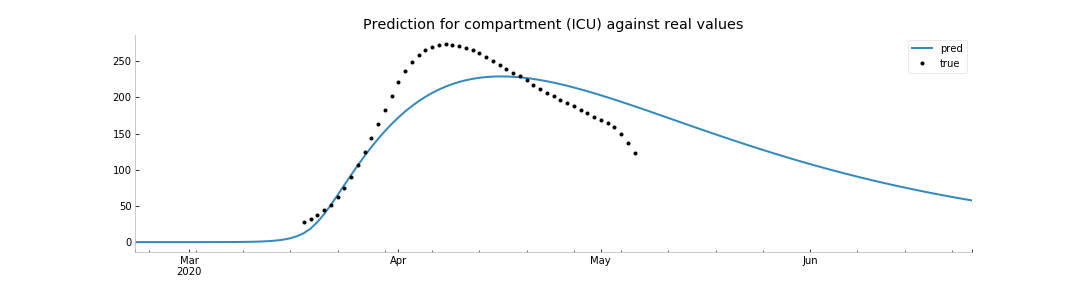 Prediction for compartment (ICU) against real values
pred
true
250
200
150
100
50
0
Mar
2020
Apr
May
Jun